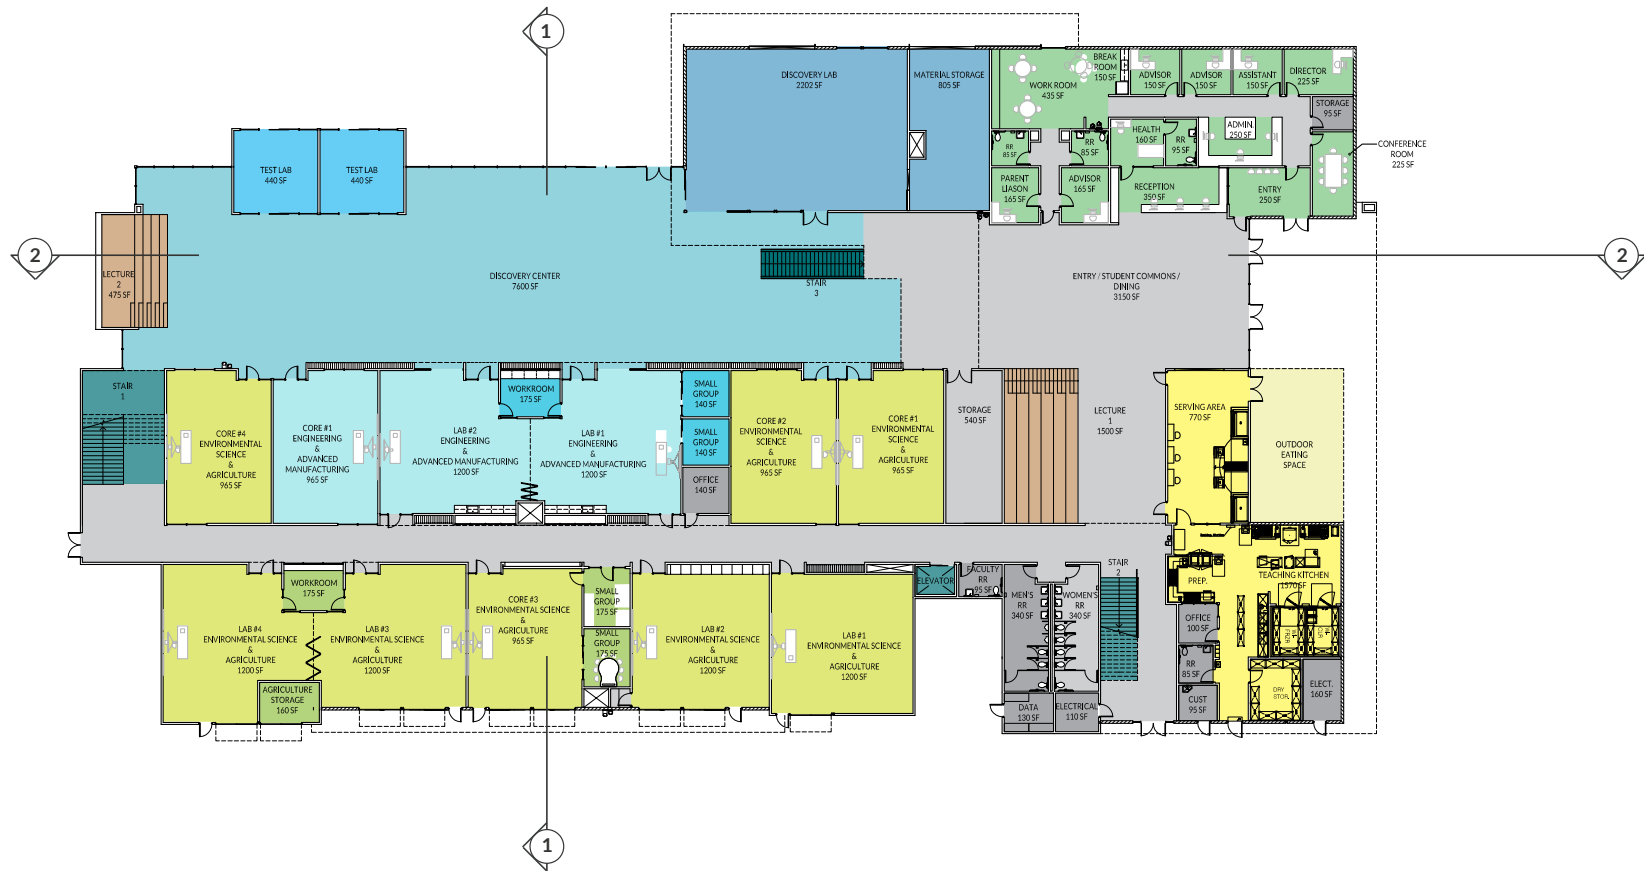 1
DISCOVERY LAB
2202 SF
MATERIAL STORAGE
805 SF
WORK ROOM
435 SF
BREAK
ROOM
150 SF
ADVISOR
150 SF
ADVISOR
150 SF
ASSISTANT
150 SF
DIRECTOR
225 SF
STORAGE
95 SF
ADMIN.
250 SF
HEALTH
160 SF
RR
95 SF
RR
85 SF
RR
85 SF
CONFERENCE
ROOM
225 SF
PARENT
LIASON
165 SF
ADVISOR
165 SF
RECEPTION
350 SF
ENTRY
250 SF
TEST LAB
440 SF
TEST LAB
440 SF
2
LECTURE
2
475 SF
DISCOVERY CENTER
7600 SF
STAIR
3
ENTRY / STUDENT COMMONS /
DINING
3150 SF
2
STAIR
1
CORE #4
ENVIRONMENTAL
SCIENCE
&
AGRICULTURE
965 SF
CORE #1
ENGINEERING
&
ADVANCED
MANUFACTURING
965 SF
LAB #2
ENGINEERING
&
ADVANCED MANUFACTURING
1200 SF
WORKROOM
175 SF
LAB #1
ENGINEERING
&
ADVANCED MANUFACTURING
1200 SF
SMALL
GROUP
140 SF
SMALL
GROUP
140 SF
OFFICE
140 SF
CORE #2
ENVIRONMENTAL
SCIENCE
&
AGRICULTURE
965 SF
CORE #1
ENVIRONMENTAL
SCIENCE
&
AGRICULTURE
965 SF
STORAGE
540 SF
LECTURE
1
1500 SF
SERVING AREA
770 SF
OUTDOOR
EATING
SPACE
LAB #4
ENVIRONMENTAL SCIENCE
&
AGRICULTURE
1200 SF
WORKROOM
175 SF
LAB #3
ENVIRONMENTAL SCIENCE
&
AGRICULTURE
1200 SF
AGRICULTURE
STORAGE
160 SF
CORE #3
ENVIRONMENTAL SCIENCE
&
AGRICULTURE
965 SF
SMALL
GROUP
175 SF
SMALL
GROUP
175 SF
LAB #2
ENVIRONMENTAL SCIENCE
&
AGRICULTURE
1200 SF
LAB #1
ENVIRONMENTAL SCIENCE
&
AGRICULTURE
1200 SF
ELEVATOR
FACULTY
RR
95 SF
MEN'S
RR
340 SF
WOMEN'S
RR
340 SF
STAIR
2
DATA
130 SF
ELECTRICAL
110 SF
PREP.
TEACHING KITCHEN
1570 SF
OFFICE
100 SF
RR
85 SF
CUST
95 SF
DRY
STOR.
ELECT.
160 SF
1